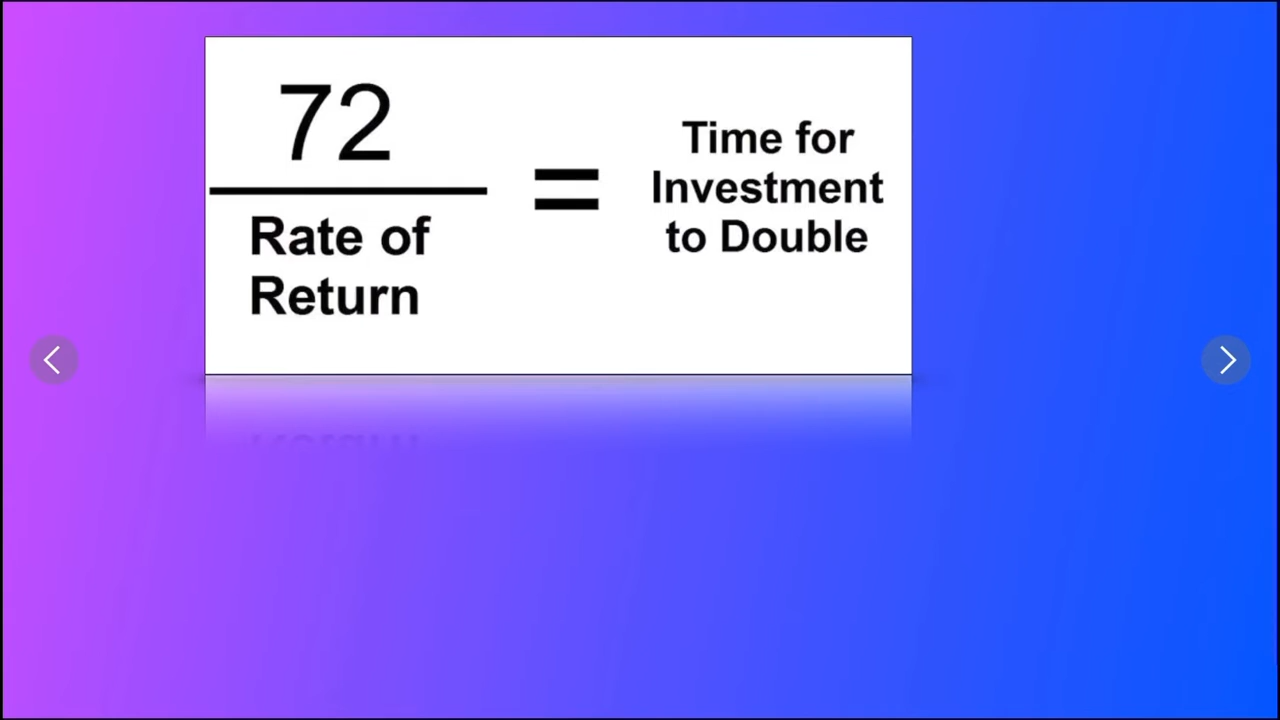 72
Rate of
Return
=
Time for
Investment
to Double